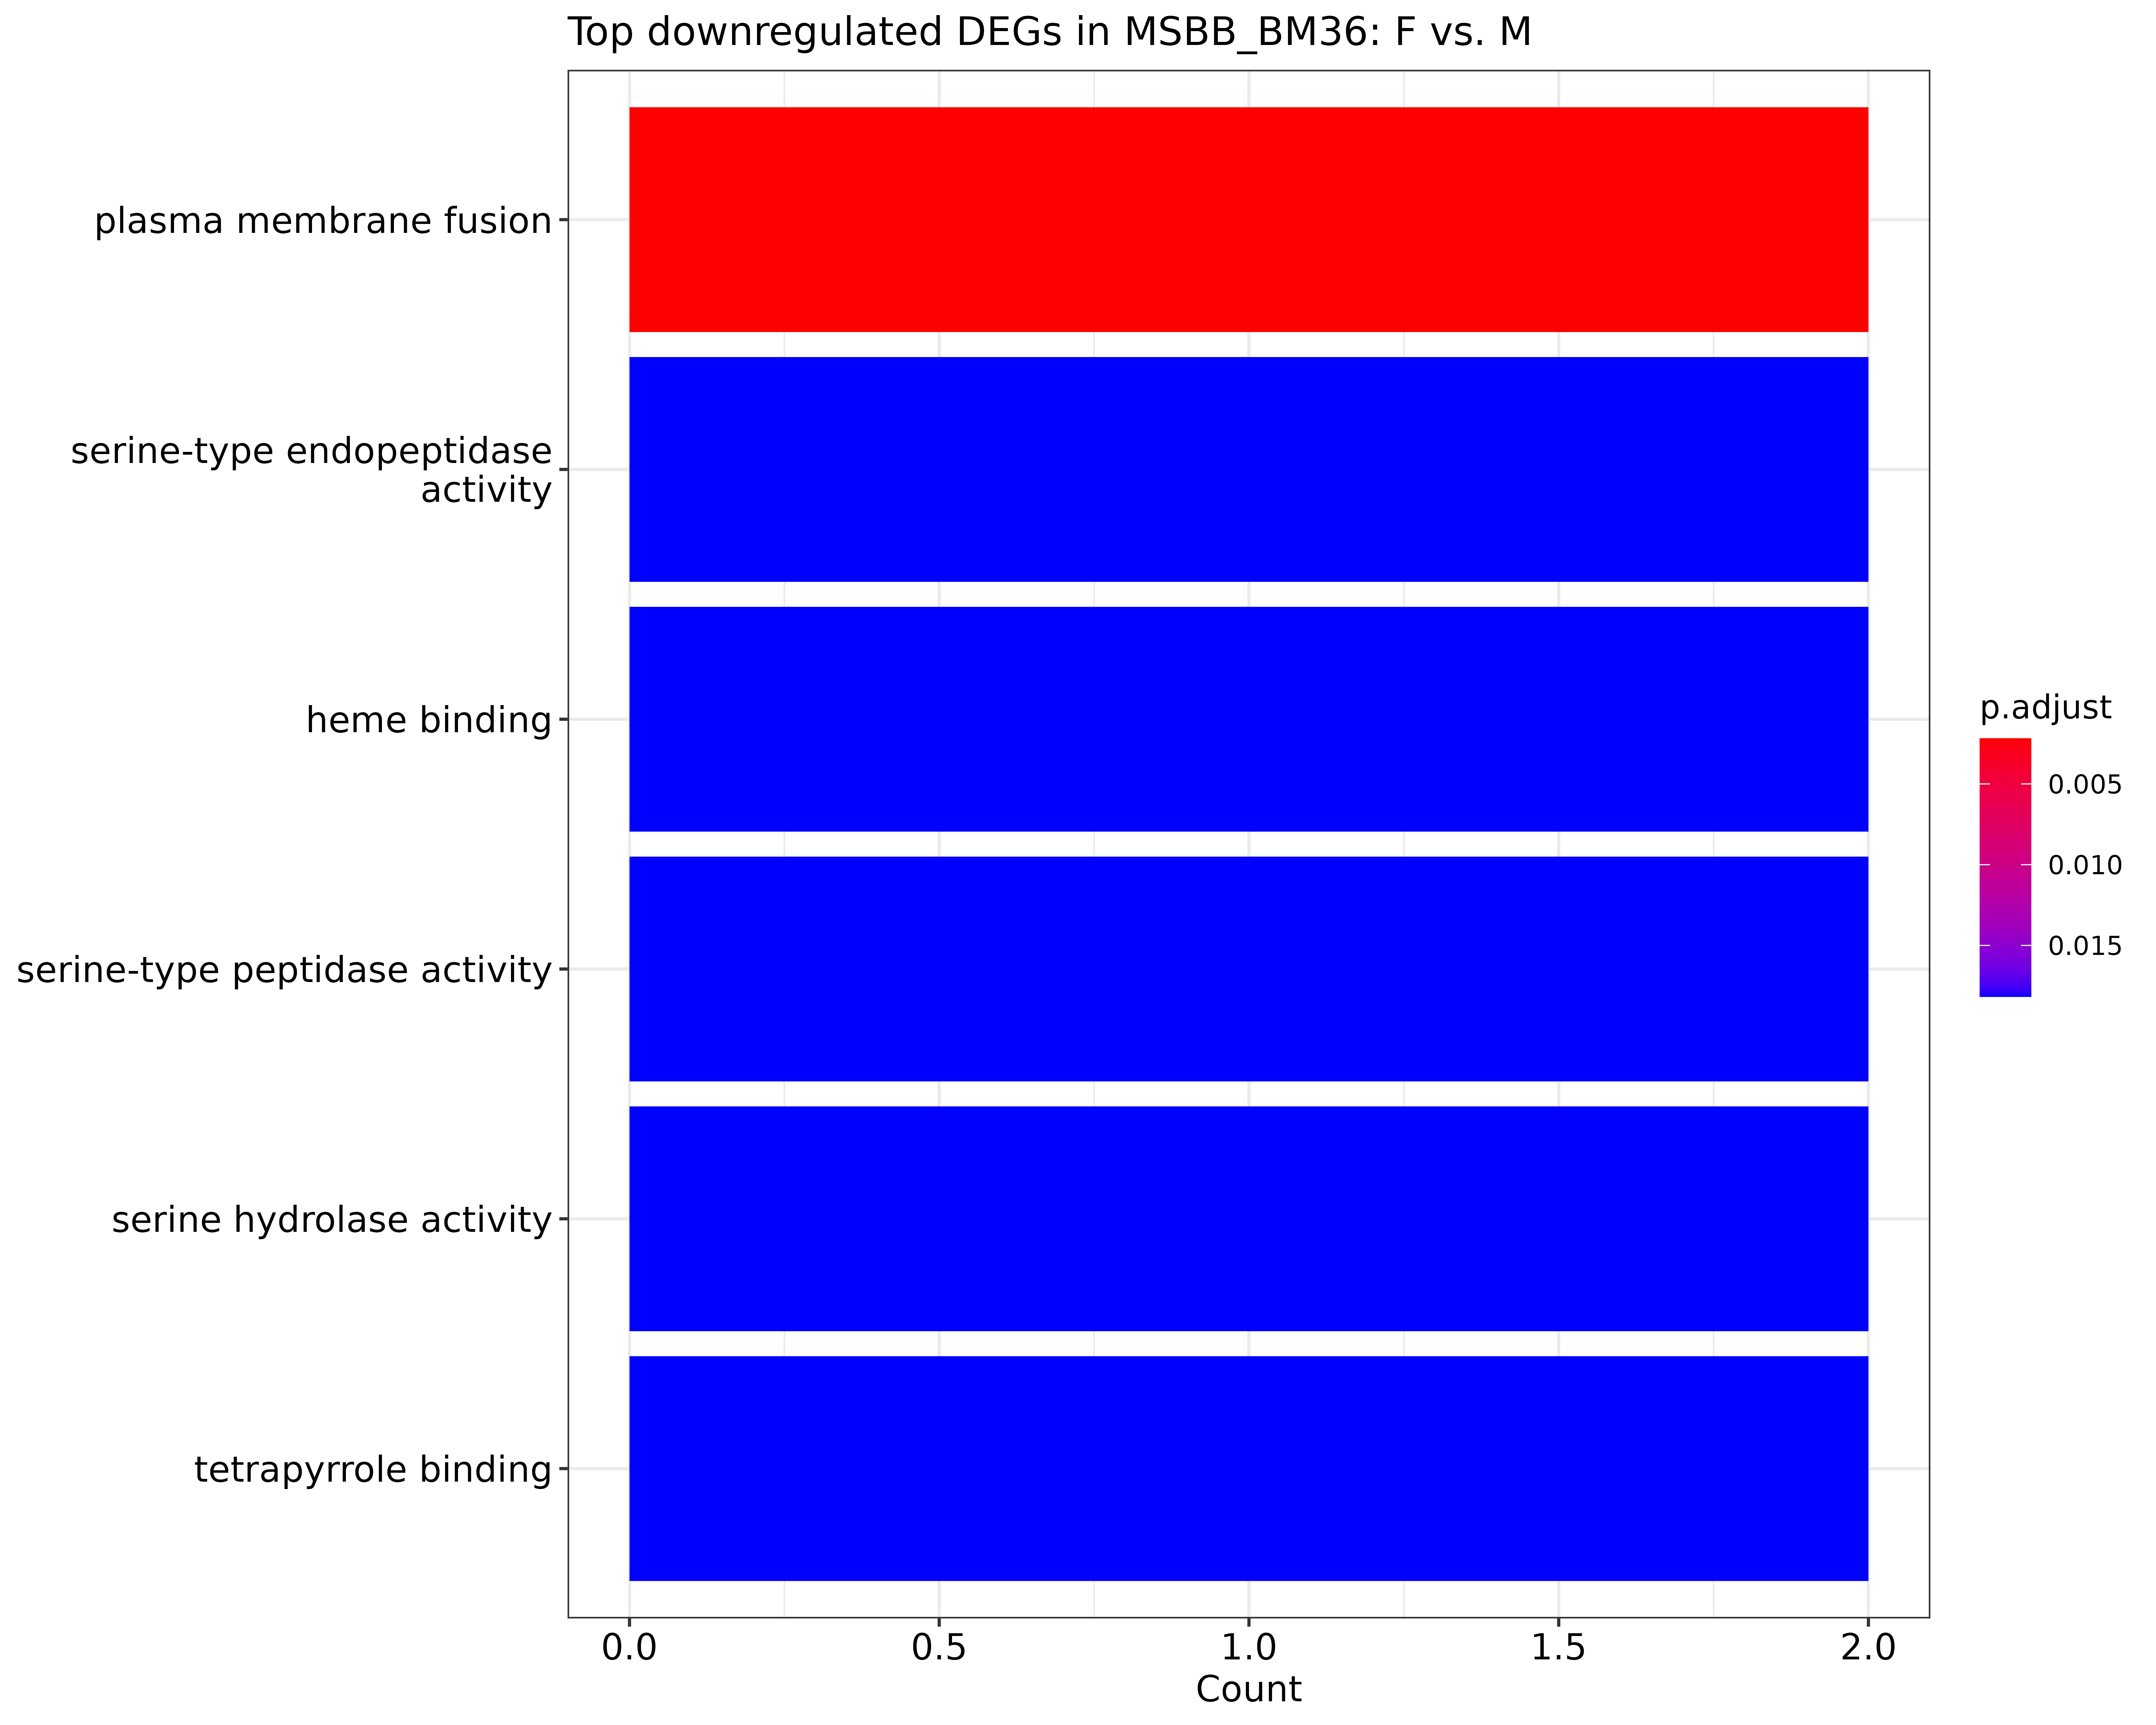 Top downregulated DEGs in MSBB_BM36: F vs. M
plasma membrane fusion
serine-type endopeptidase
activity
heme binding
serine-type peptidase activity
serine hydrolase activity
tetrapyrrole binding
0.0
0.5
1.0
1.5
2.0
Count
p.adjust
0.005
0.010
0.015